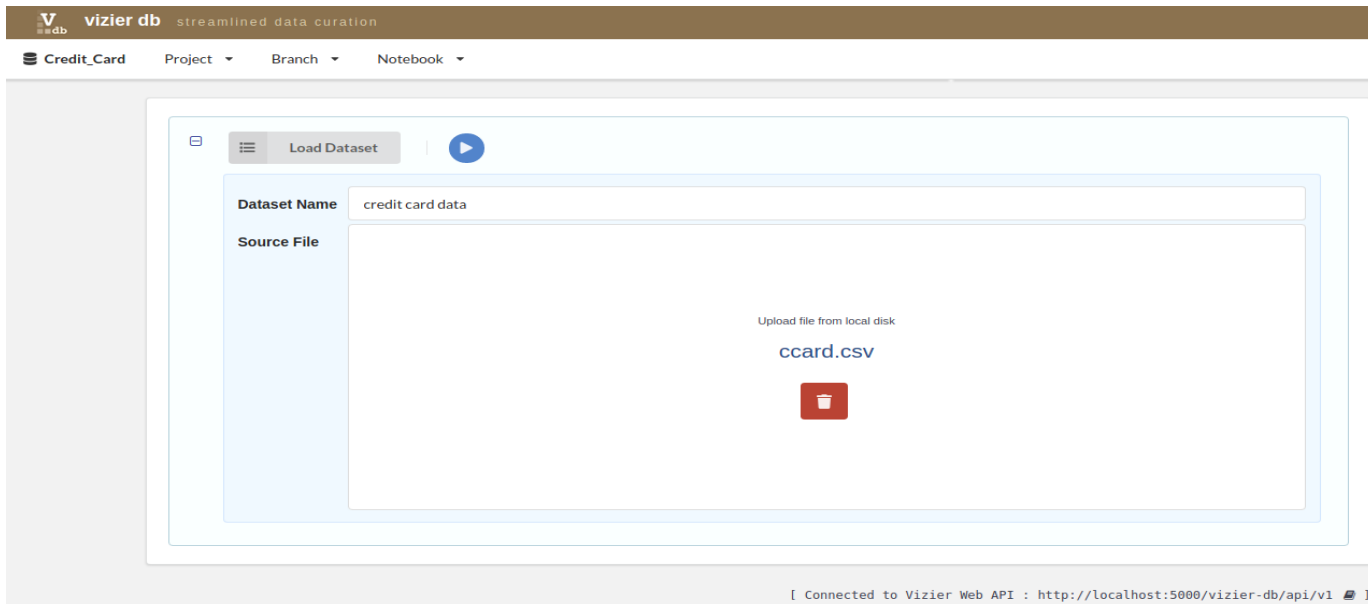 V db vizier db streamlined data curation
Credit_Card Project Branch Notebook
Load Dataset
Dataset Name credit card data
Source File
Upload file from local disk
ccard.csv
[ Connected to Vizier Web API : http://localhost:5000/vizier-db/api/v1 ]